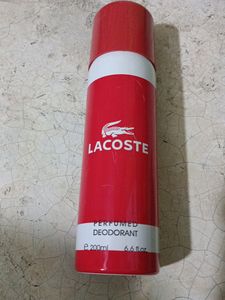 LACOSTE
PERFUMED
DEODORANT
e 200ml 6.6 fl oz